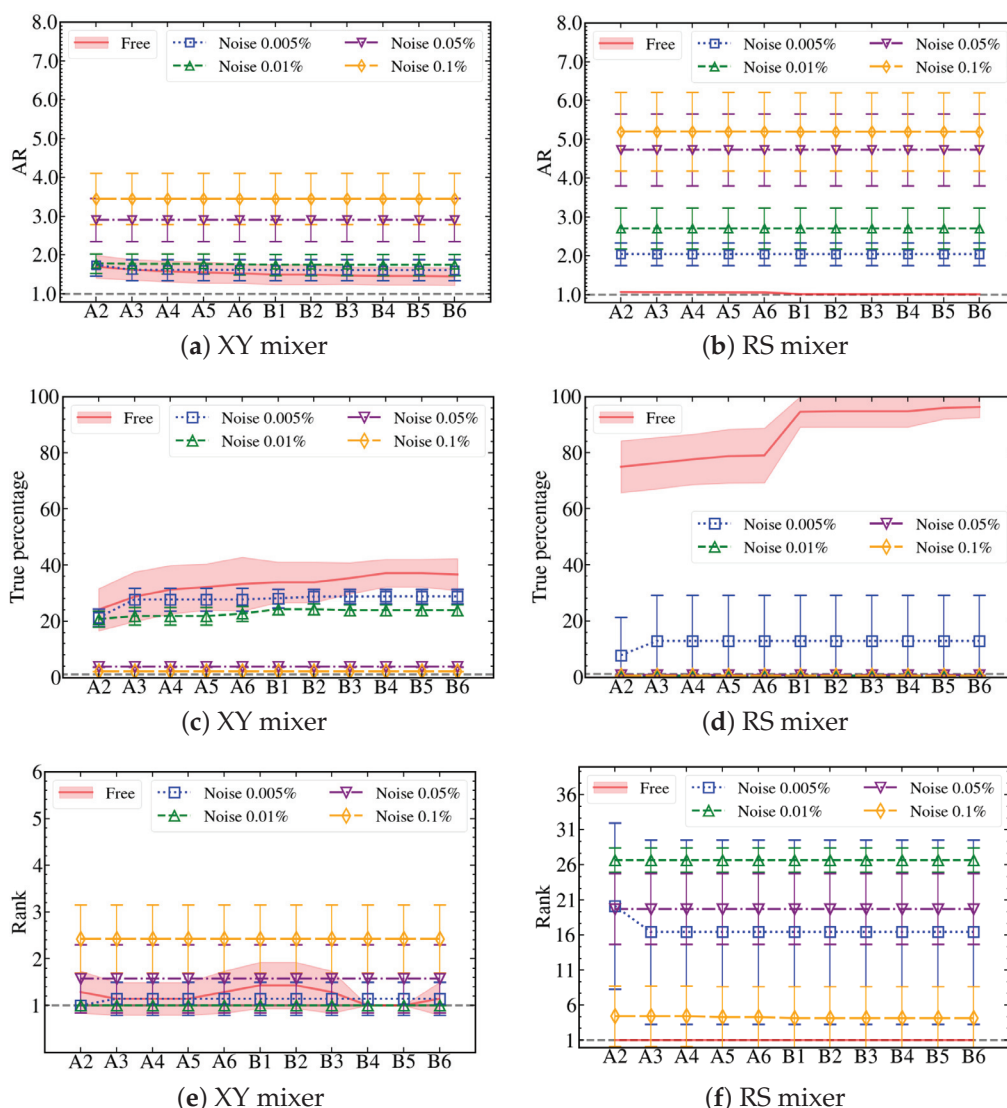 8.0
7.0
6.0
5.0
4.0
3.0
2.0
1.0
AR
Free
Noise 0.005%
Noise 0.01%
Noise 0.05%
Noise 0.1%
A2 A3 A4 A5 A6 B1 B2 B3 B4 B5 B6
(a) XY mixer
8.0
7.0
6.0
5.0
4.0
3.0
2.0
1.0
AR
Free
Noise 0.005%
Noise 0.01%
Noise 0.05%
Noise 0.1%
A2 A3 A4 A5 A6 B1 B2 B3 B4 B5 B6
(b) RS mixer
100
80
60
40
20
0
True percentage
Free
Noise 0.005%
Noise 0.01%
Noise 0.05%
Noise 0.1%
A2 A3 A4 A5 A6 B1 B2 B3 B4 B5 B6
(c) XY mixer
100
80
60
40
20
0
True percentage
Free
Noise 0.005%
Noise 0.01%
Noise 0.05%
Noise 0.1%
A2 A3 A4 A5 A6 B1 B2 B3 B4 B5 B6
(d) RS mixer
6
5
4
3
2
1
Rank
Free
Noise 0.005%
Noise 0.01%
Noise 0.05%
Noise 0.1%
A2 A3 A4 A5 A6 B1 B2 B3 B4 B5 B6
(e) XY mixer
36
31
26
21
16
11
6
1
Rank
Free
Noise 0.005%
Noise 0.01%
Noise 0.05%
Noise 0.1%
A2 A3 A4 A5 A6 B1 B2 B3 B4 B5 B6
(f) RS mixer